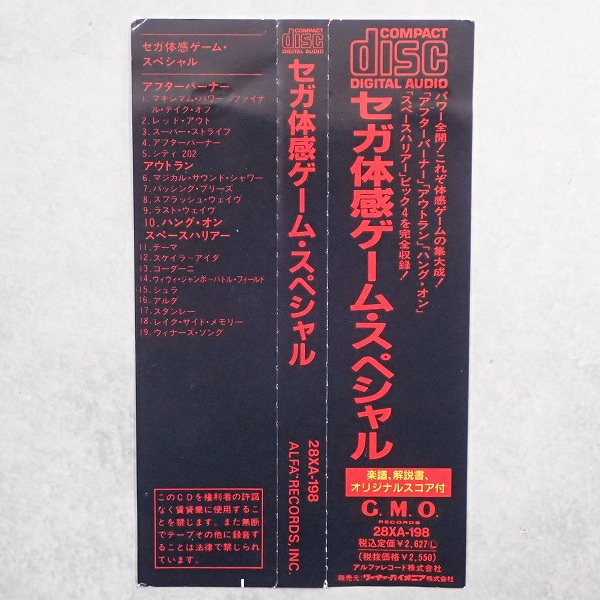 セガ体感ゲーム・
スペシャル
アフターバーナー
1. マキシマム・パワー〜ファイナ
ル・テイク・オフ
2. レッド・アウト
3. スーパー・ストライフ
4. アフターバーナー
5. シティ 202
アウトラン
6. マジカル・サウンド・シャワー
7. パッシング・ブリーズ
8. スプラッシュ・ウェイヴ
9. ラスト・ウェイヴ
10. ハング・オン
スペースハリアー
11. テーマ
12. スケイラ〜アイダ
13. コーダーニ
14. ウィウィ・ジャンボ〜バトル・フィールド
15. シュラ
16. アルダ
17. スタンレー
18. レイク・サイド・メモリー
19. ウィナーズ・ソング
このCDを権利者の許諾
なく賃貸業に使用するこ
とを禁じます。また無断
でテープその他に録音す
ることは法律で禁じられ
ています。
COMPACT
disc
DIGITAL AUDIO
セガ体感ゲーム・スペシャル
28XA-198
ALFA RECORDS, INC.
COMPACT
disc
DIGITAL AUDIO
パワー全開！これぞ体感ゲームの集大成！
「アフターバーナー」「アウトラン」「ハング・オン」
「スペースハリアー」ビック4を完全収録！
セガ体感ゲーム・スペシャル
楽譜、解説書、
オリジナルスコア付
G.M.O.
RECORDS
28XA-198
税込定価￥2,627 L
(税抜価格￥2,550)
アルファレコード株式会社
販売元:ワーナー・パイオニア株式会社